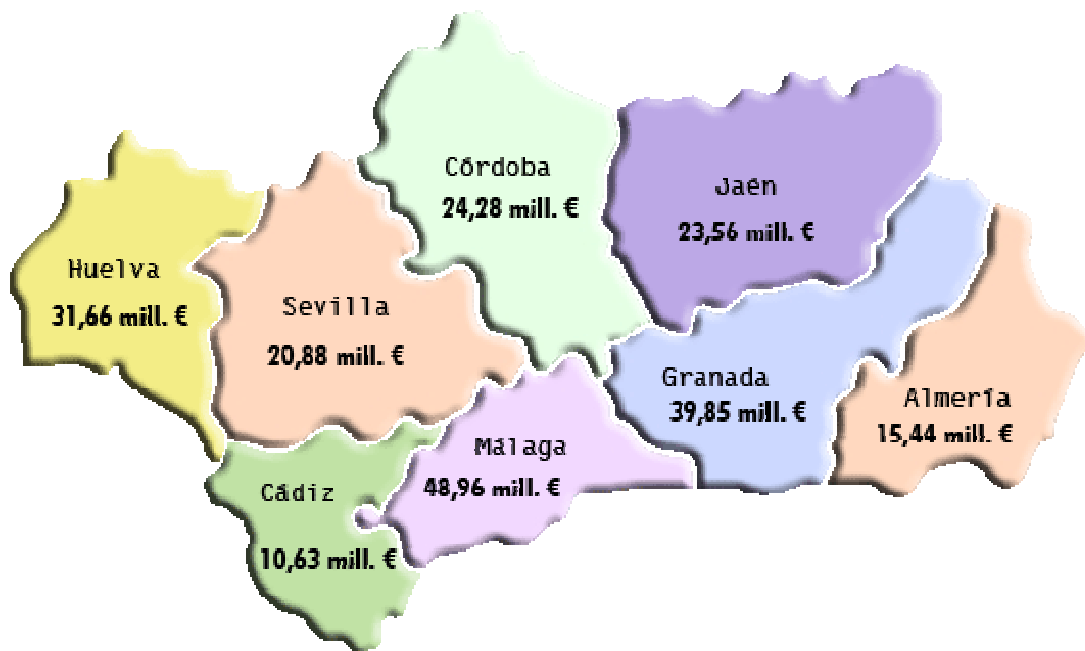 Córdoba
24,28 mill. €
Jaén
23,56 mill. €
Huelva
31,66 mill. €
Sevilla
20,88 mill. €
Granada
39,85 mill. €
Almería
15,44 mill. €
Málaga
48,96 mill. €
Cádiz
10,63 mill. €